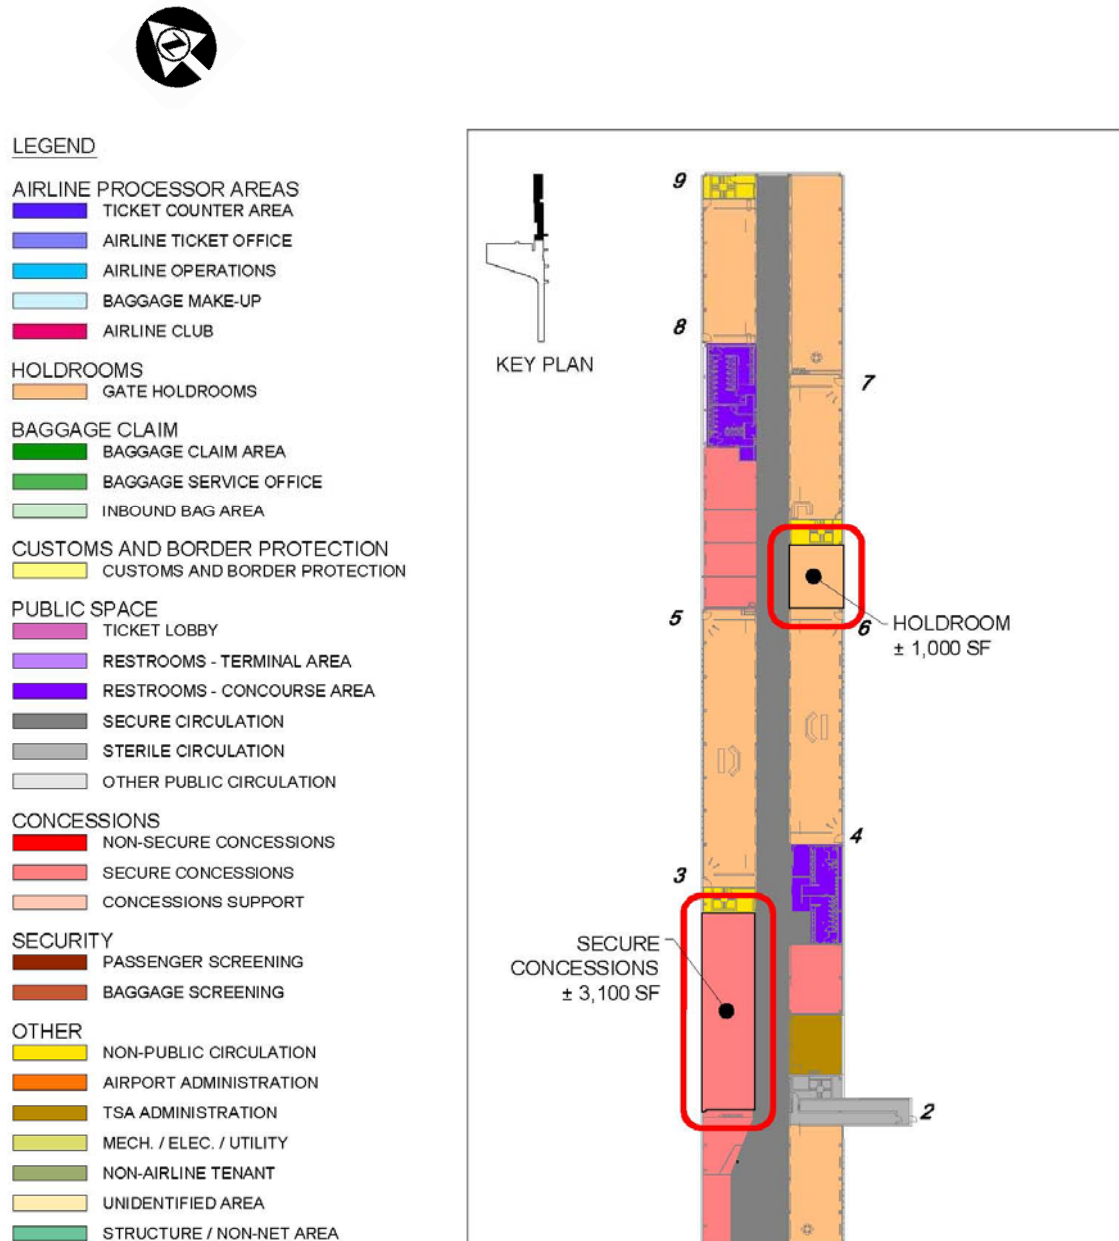 LEGEND
AIRLINE PROCESSOR AREAS
TICKET COUNTER AREA
AIRLINE TICKET OFFICE
AIRLINE OPERATIONS
BAGGAGE MAKE-UP
AIRLINE CLUB
HOLDROOMS
GATE HOLDROOMS
BAGGAGE CLAIM
BAGGAGE CLAIM AREA
BAGGAGE SERVICE OFFICE
INBOUND BAG AREA
CUSTOMS AND BORDER PROTECTION
CUSTOMS AND BORDER PROTECTION
PUBLIC SPACE
TICKET LOBBY
RESTROOMS - TERMINAL AREA
RESTROOMS - CONCOURSE AREA
SECURE CIRCULATION
STERILE CIRCULATION
OTHER PUBLIC CIRCULATION
CONCESSIONS
NON-SECURE CONCESSIONS
SECURE CONCESSIONS
CONCESSIONS SUPPORT
SECURITY
PASSENGER SCREENING
BAGGAGE SCREENING
OTHER
NON-PUBLIC CIRCULATION
AIRPORT ADMINISTRATION
TSA ADMINISTRATION
MECH. / ELEC. / UTILITY
NON-AIRLINE TENANT
UNIDENTIFIED AREA
STRUCTURE / NON-NET AREA
Z
KEY PLAN
9
8
7
5
6
HOLDROOM
± 1,000 SF
4
3
SECURE
CONCESSIONS
± 3,100 SF
2